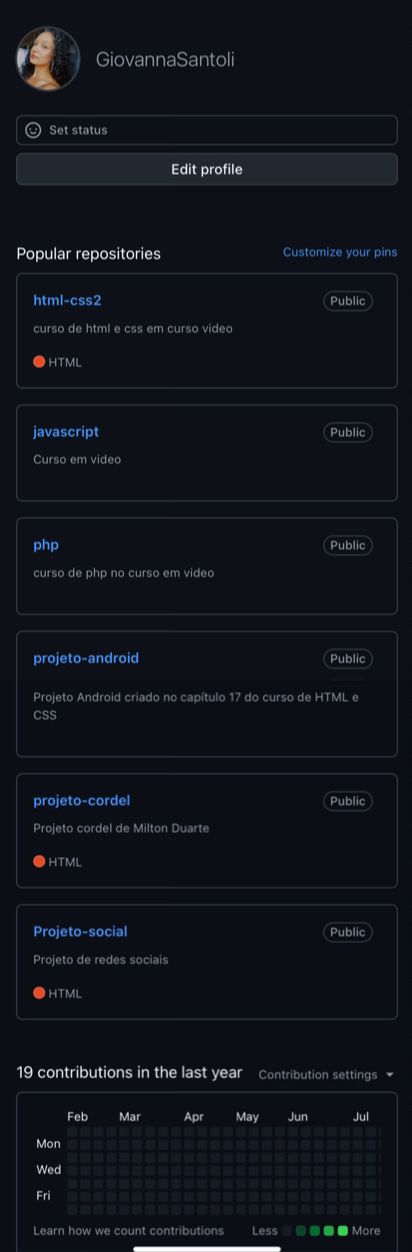 GiovannaSantoli
Set status
Edit profile
Popular repositories
Customize your pins
html-css2
Public
curso de html e css em curso video
HTML
javascript
Public
Curso em video
php
Public
curso de php no curso em video
projeto-android
Public
Projeto Android criado no capítulo 17 do curso de HTML e
CSS
projeto-cordel
Public
Projeto cordel de Milton Duarte
HTML
Projeto-social
Public
Projeto de redes sociais
HTML
19 contributions in the last year
Contribution settings
Feb Mar Apr May Jun Jul
Mon
Wed
Fri
Learn how we count contributions
Less More